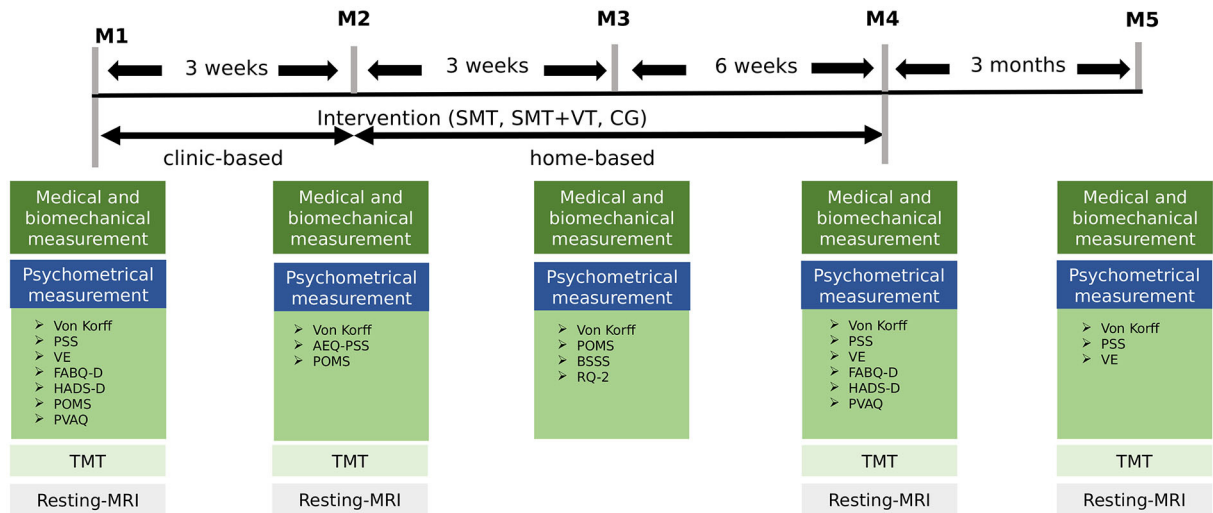 M1
M2
M3
M4
M5
3 weeks
3 weeks
6 weeks
3 months
Intervention (SMT, SMT+VT, CG)
clinic-based
home-based
Medical and
biomechanical
measurement
Psychometrical
measurement
➢ Von Korff
➢ PSS
➢ VE
➢ FABQ-D
➢ HADS-D
➢ POMS
➢ PVAQ
TMT
Resting-MRI
Medical and
biomechanical
measurement
Psychometrical
measurement
➢ Von Korff
➢ AEQ-PSS
➢ POMS
TMT
Resting-MRI
Medical and
biomechanical
measurement
Psychometrical
measurement
➢ Von Korff
➢ POMS
➢ BSSS
➢ RQ-2
Medical and
biomechanical
measurement
Psychometrical
measurement
➢ Von Korff
➢ PSS
➢ VE
➢ FABQ-D
➢ HADS-D
➢ PVAQ
TMT
Resting-MRI
Medical and
biomechanical
measurement
Psychometrical
measurement
➢ Von Korff
➢ PSS
➢ VE
TMT
Resting-MRI